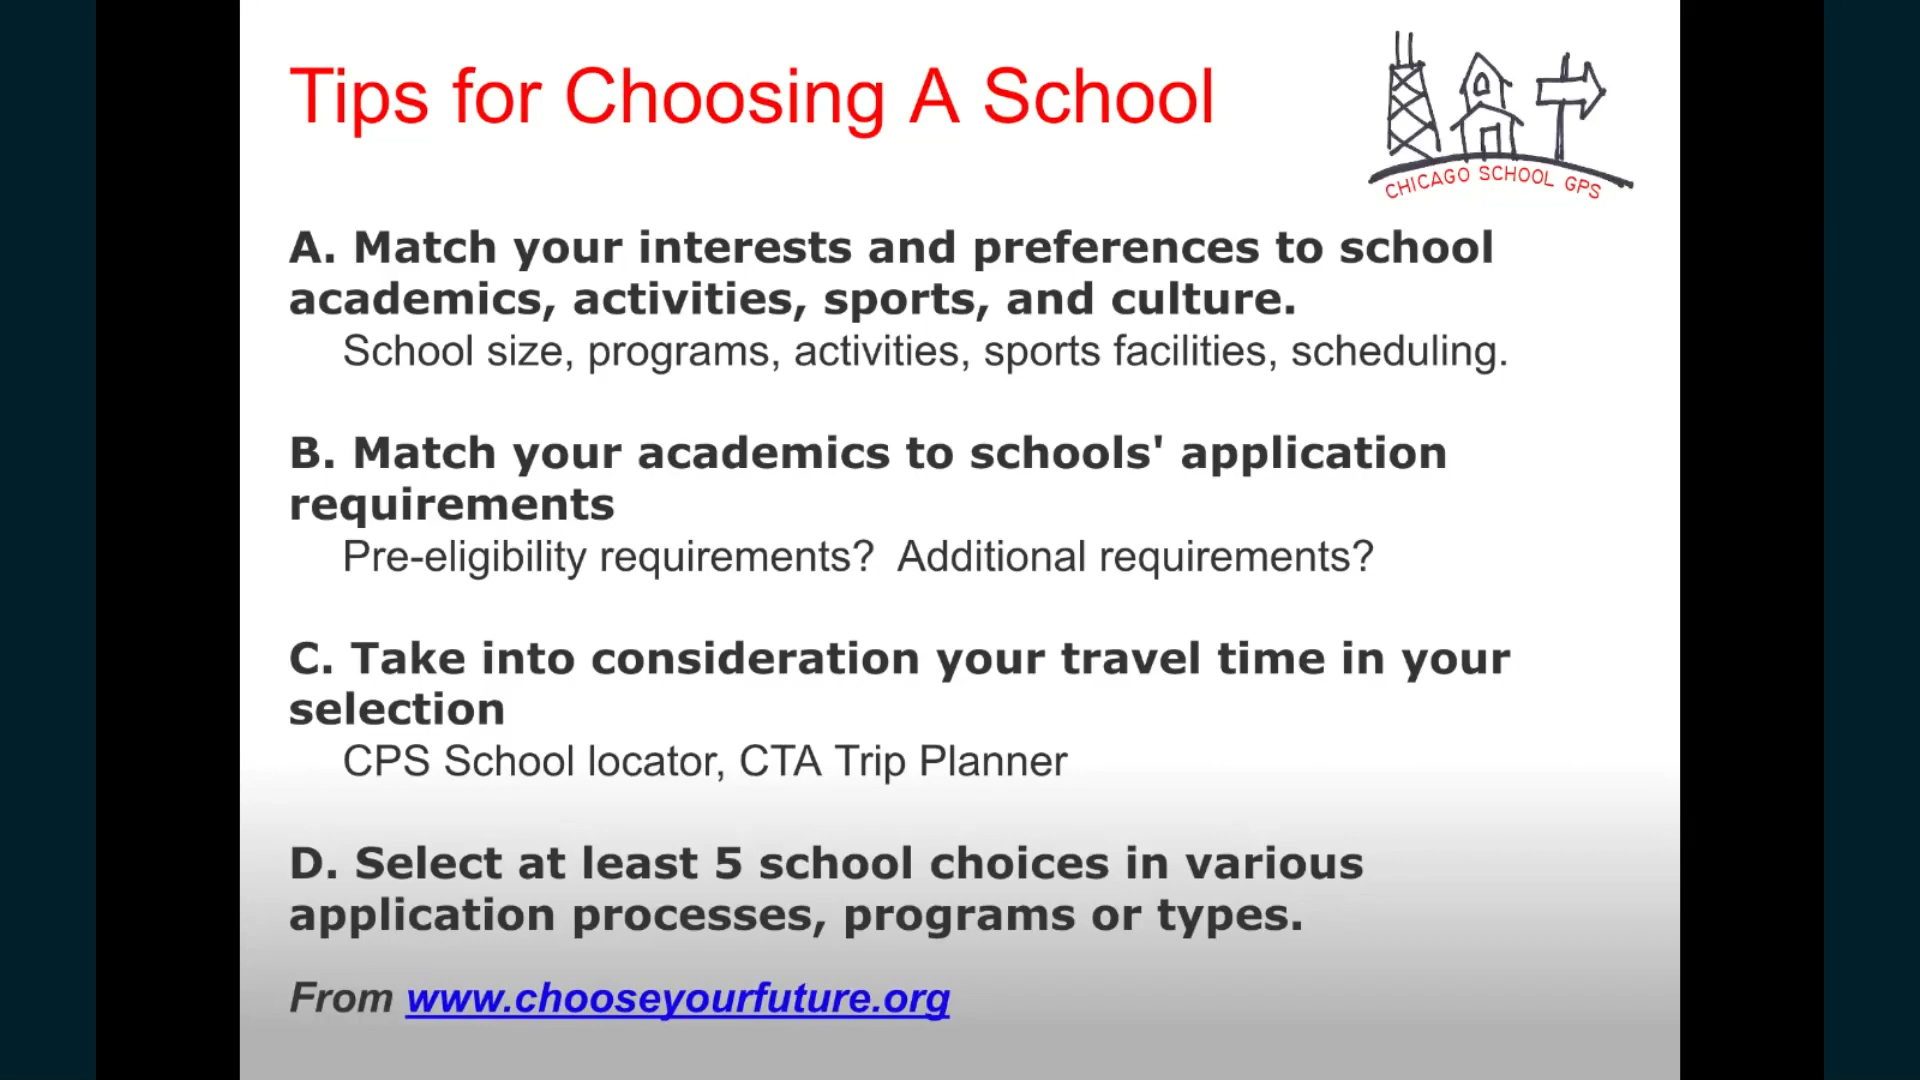 Tips for Choosing A School
CHICAGO SCHOOL GPS
A. Match your interests and preferences to school
academics, activities, sports, and culture.
School size, programs, activities, sports facilities, scheduling.
B. Match your academics to schools' application
requirements
Pre-eligibility requirements?  Additional requirements?
C. Take into consideration your travel time in your
selection
CPS School locator, CTA Trip Planner
D. Select at least 5 school choices in various
application processes, programs or types.
From www.chooseyourfuture.org